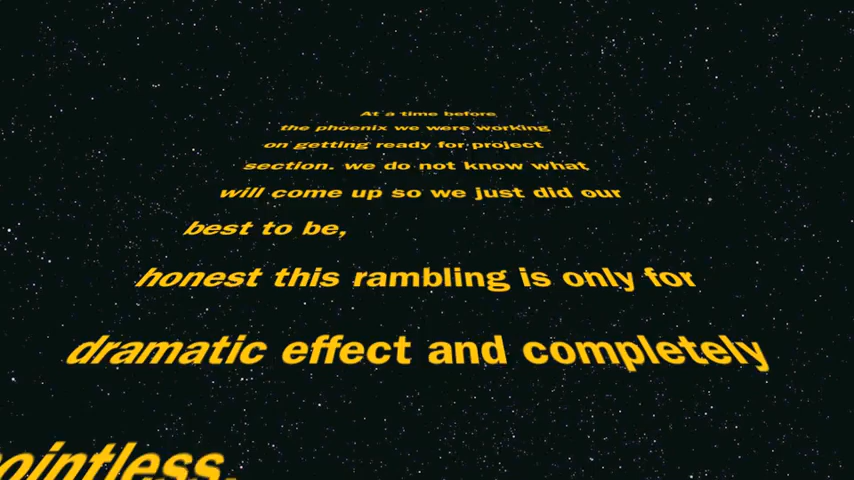 At a time before
the phoenix we were working
on getting ready for project
section. we do not know what
will come up so we just did our
best to be,
honest this rambling is only for
dramatic effect and completely
ointless.